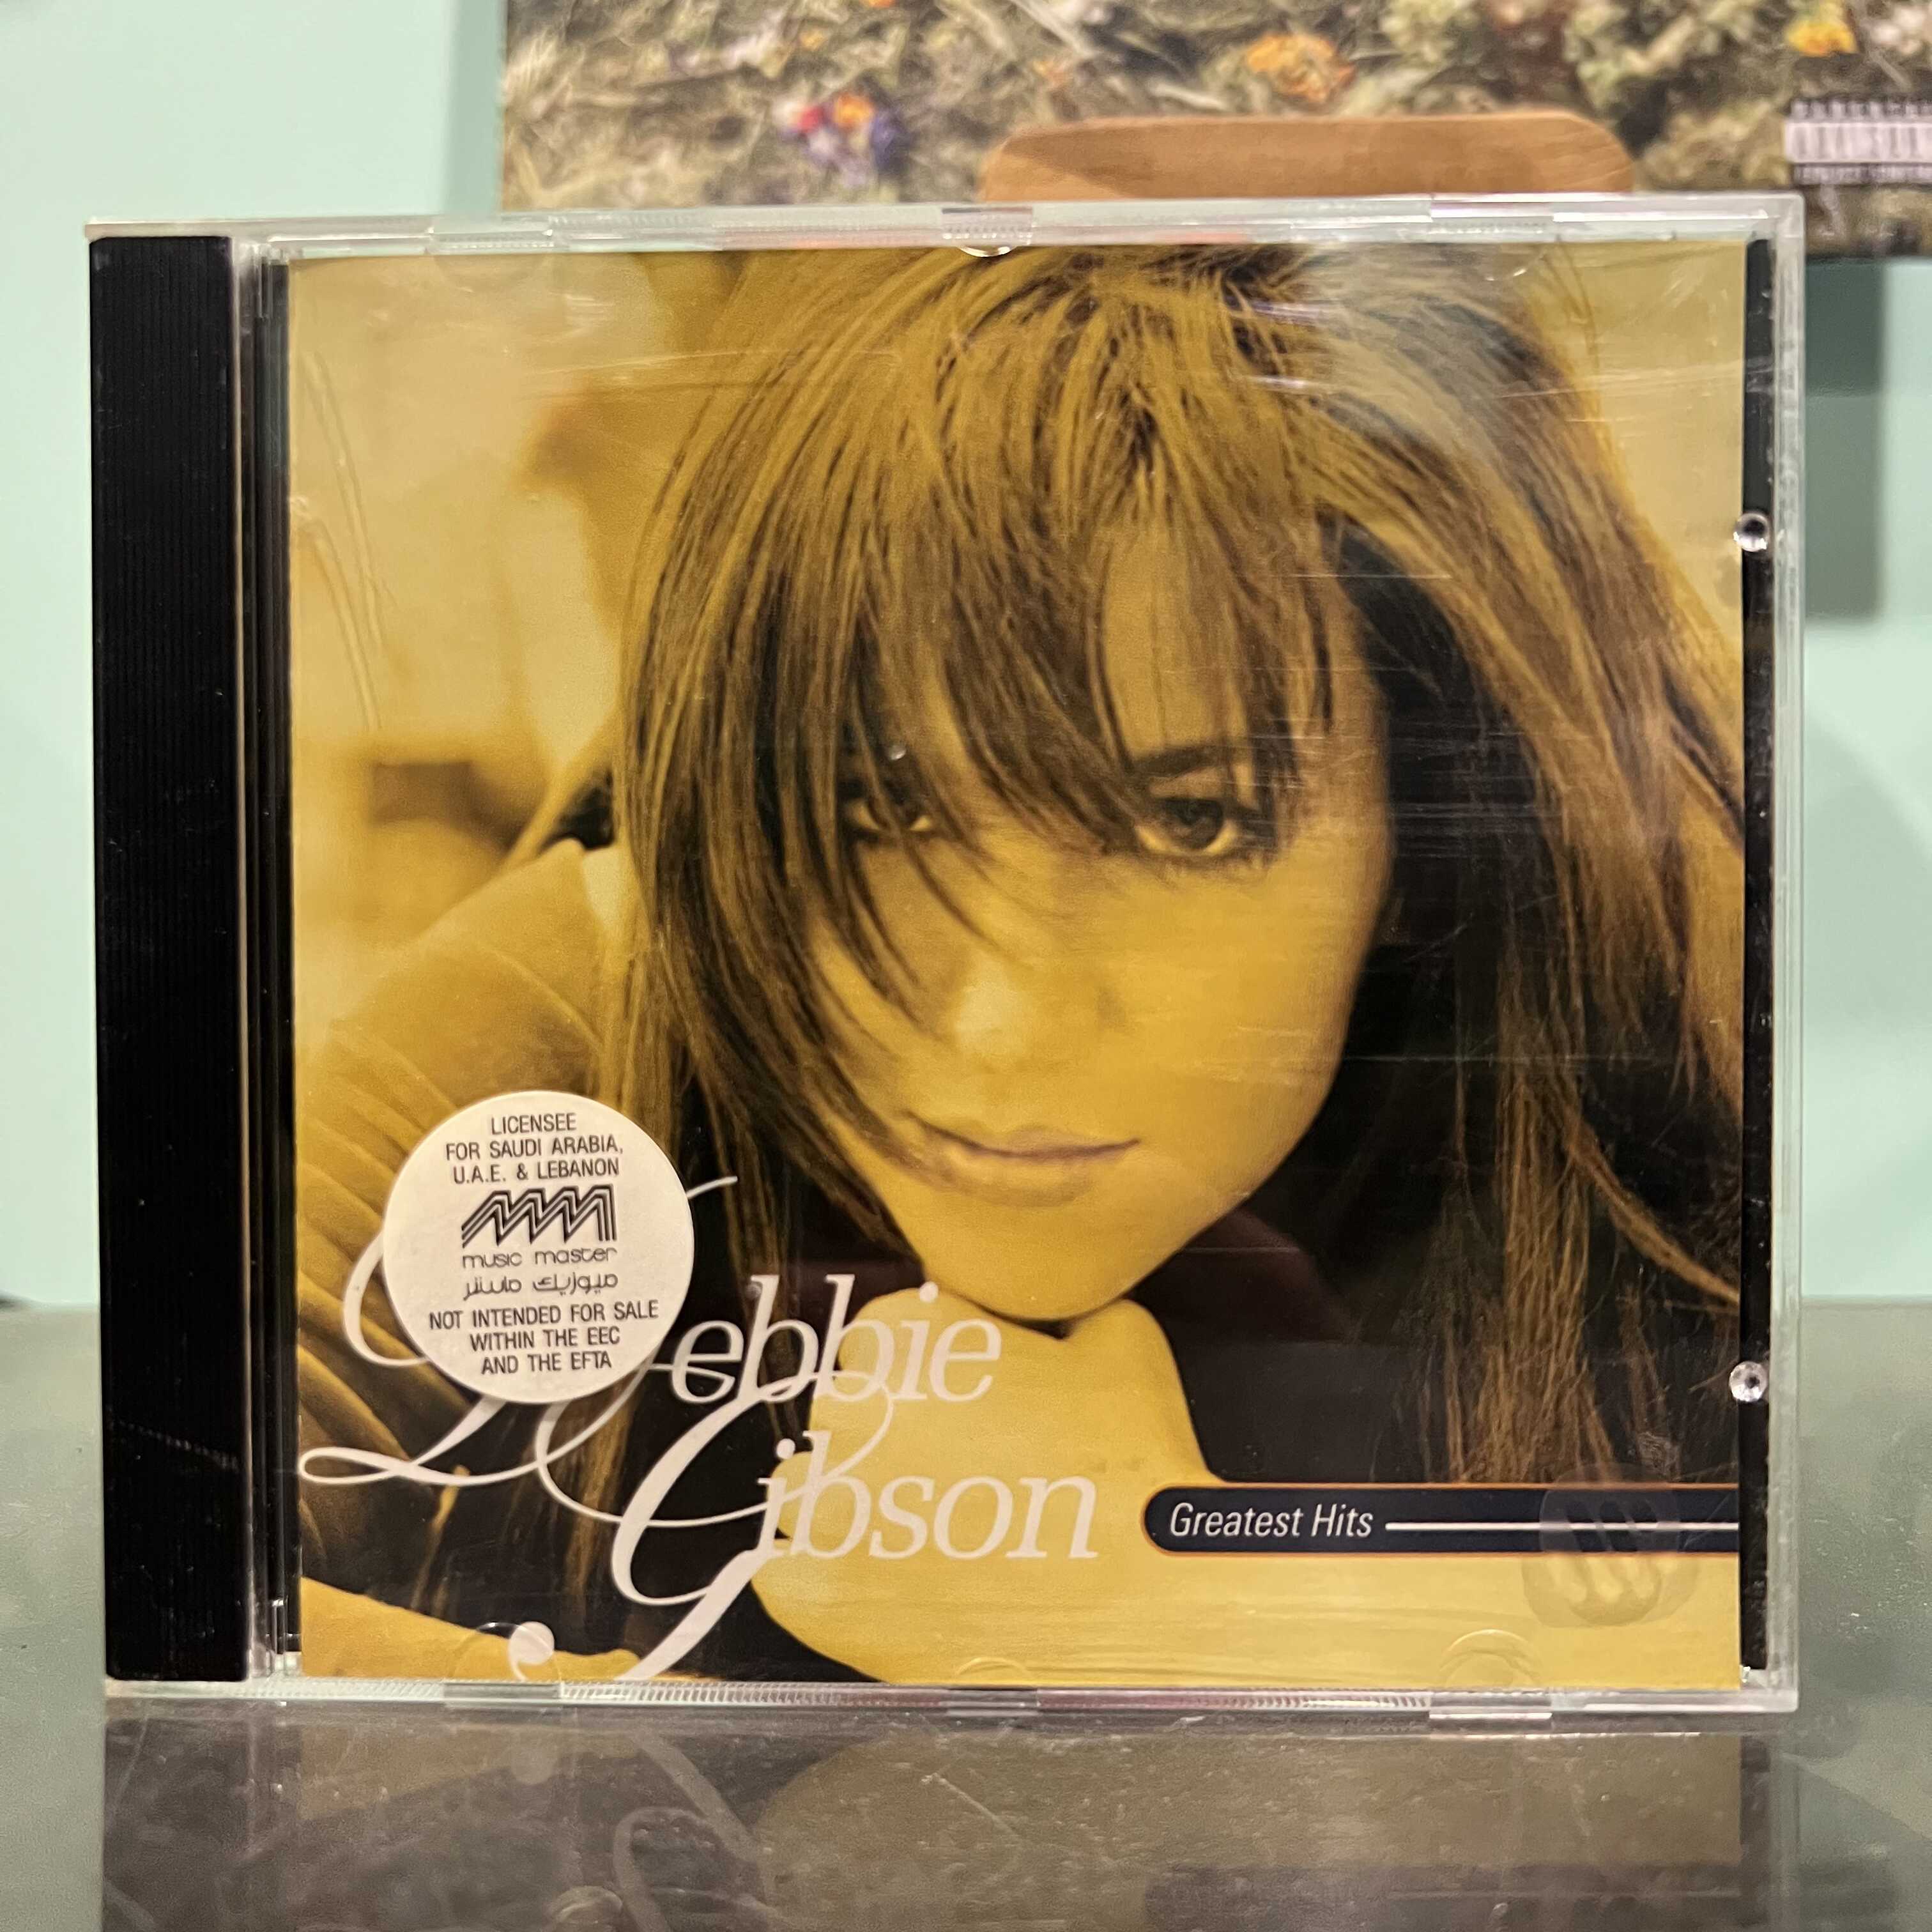 LICENSEE
FOR SAUDI ARABIA,
U.A.E. & LEBANON
music master
ميوزيك ماستر
NOT INTENDED FOR SALE
WITHIN THE EEC
AND THE EFTA
Debbie
Gibson
Greatest Hits